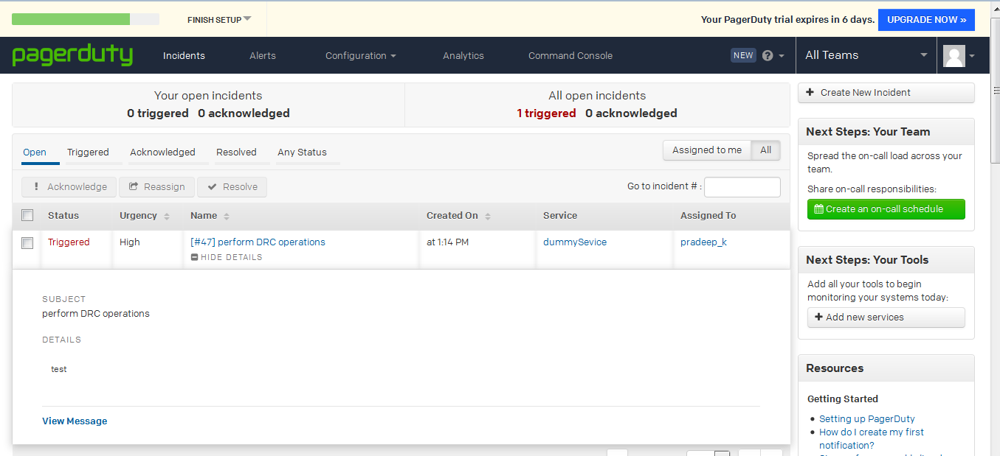 FINISH SETUP
Your PagerDuty trial expires in 6 days.
UPGRADE NOW »
pagerduty
Incidents
Alerts
Configuration
Analytics
Command Console
NEW
?
All Teams
Your open incidents
0 triggered 0 acknowledged
All open incidents
1 triggered 0 acknowledged
Open
Triggered
Acknowledged
Resolved
Any Status
Assigned to me
All
! Acknowledge
Reassign
Resolve
Go to incident # :
Status
Urgency
Name
Created On
Service
Assigned To
Triggered
High
[#47] perform DRC operations
HIDE DETAILS
at 1:14 PM
dummySevice
pradeep_k
SUBJECT
perform DRC operations
DETAILS
test
View Message
+ Create New Incident
Next Steps: Your Team
Spread the on-call load across your
team.
Share on-call responsibilities:
Create an on-call schedule
Next Steps: Your Tools
Add all your tools to begin
monitoring your systems today:
+ Add new services
Resources
Getting Started
• Setting up PagerDuty
• How do I create my first
notification?